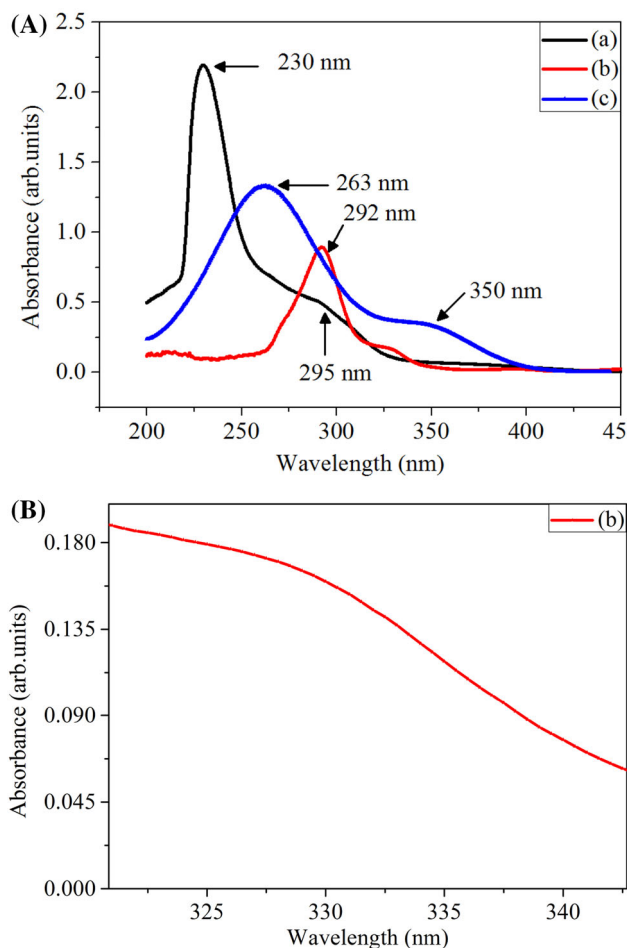 (A)
2.5
2.0
1.5
1.0
0.5
0.0
Absorbance (arb.units)
230 nm
263 nm
292 nm
350 nm
295 nm
(a)
(b)
(c)
200
250
300
350
400
45
Wavelength (nm)
(B)
0.180
0.135
0.090
0.045
0.000
Absorbance (arb.units)
(b)
325
330
335
340
Wavelength (nm)